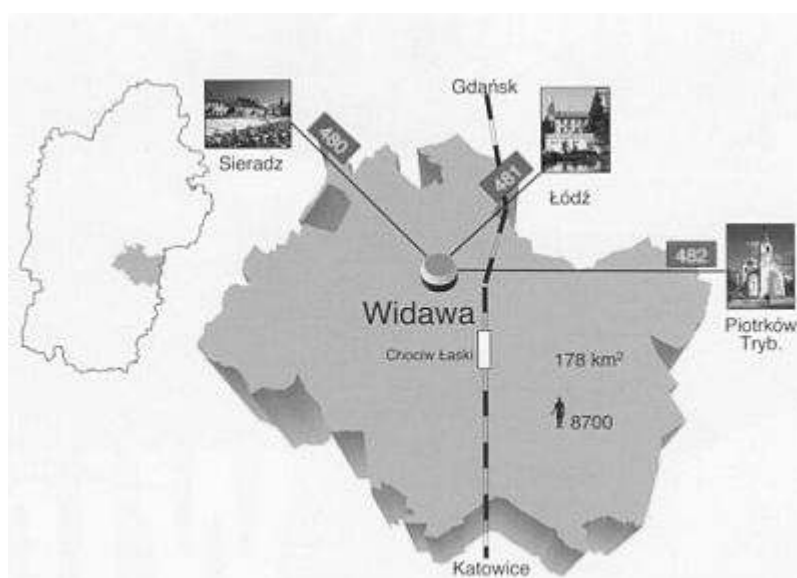 Gdańsk
480
Sieradz
481
Łódź
482
Widawa
Piotrków
Tryb.
Chociw Łaski
178 km²
8700
Katowice